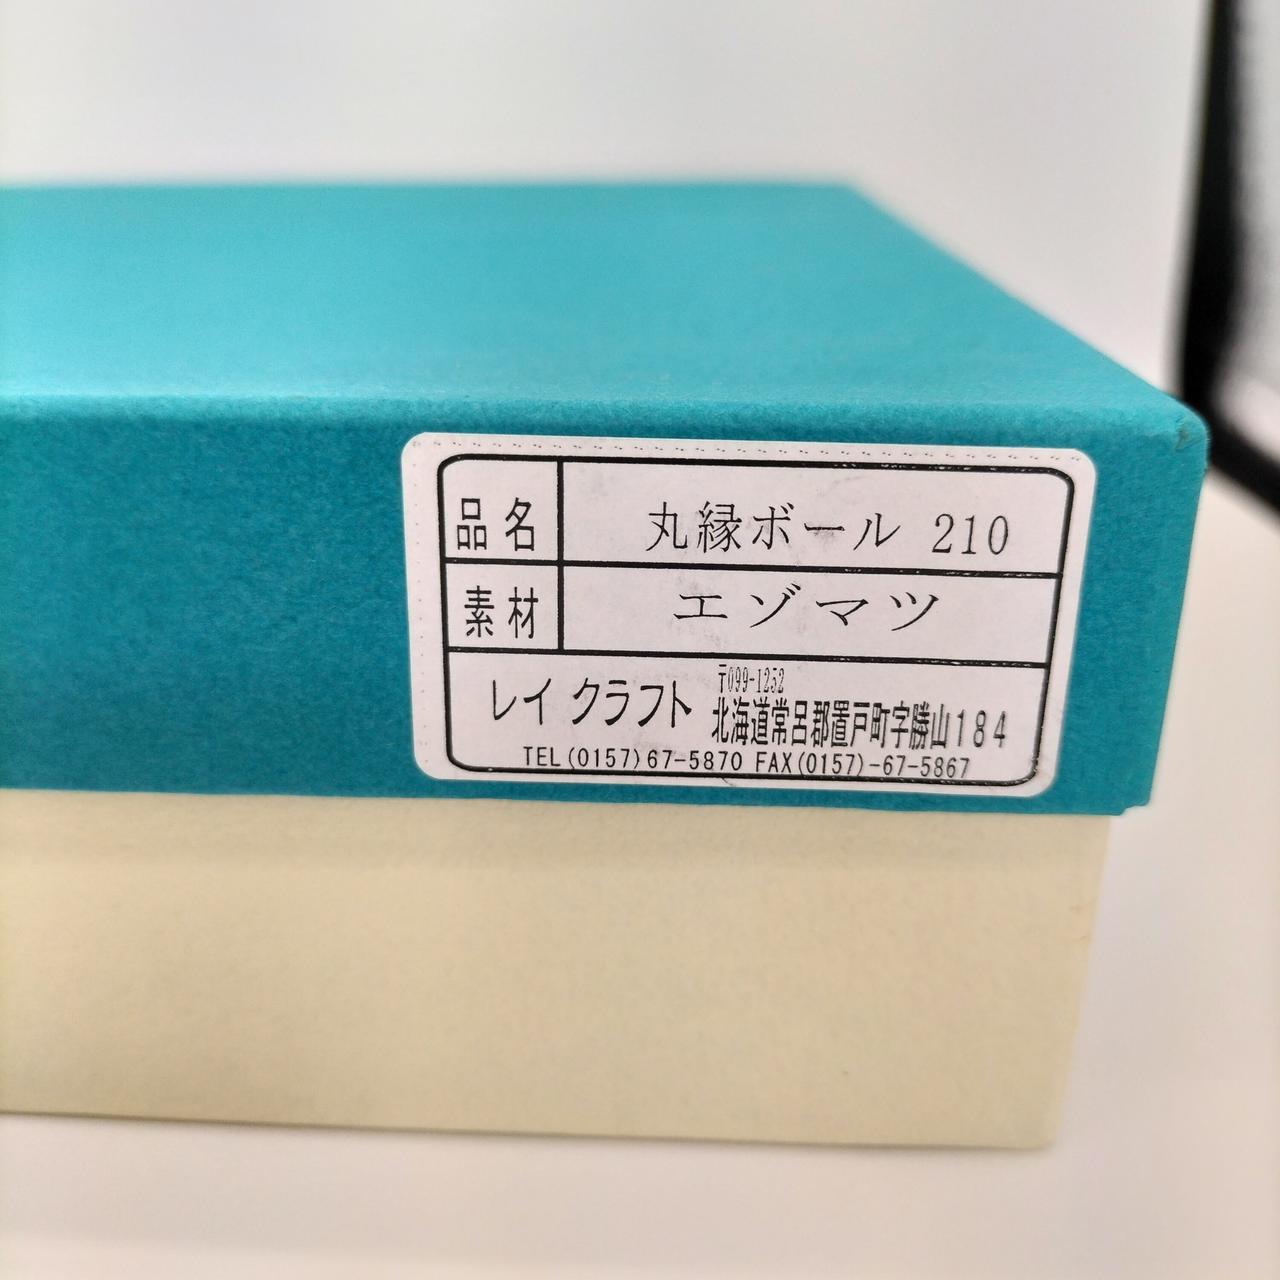 品名 丸縁ボール 210
素材 エゾマツ
レイ クラフト
〒099-1252
北海道常呂郡置戸町字勝山184
TEL(0157)67-5870 FAX(0157)-67-5867